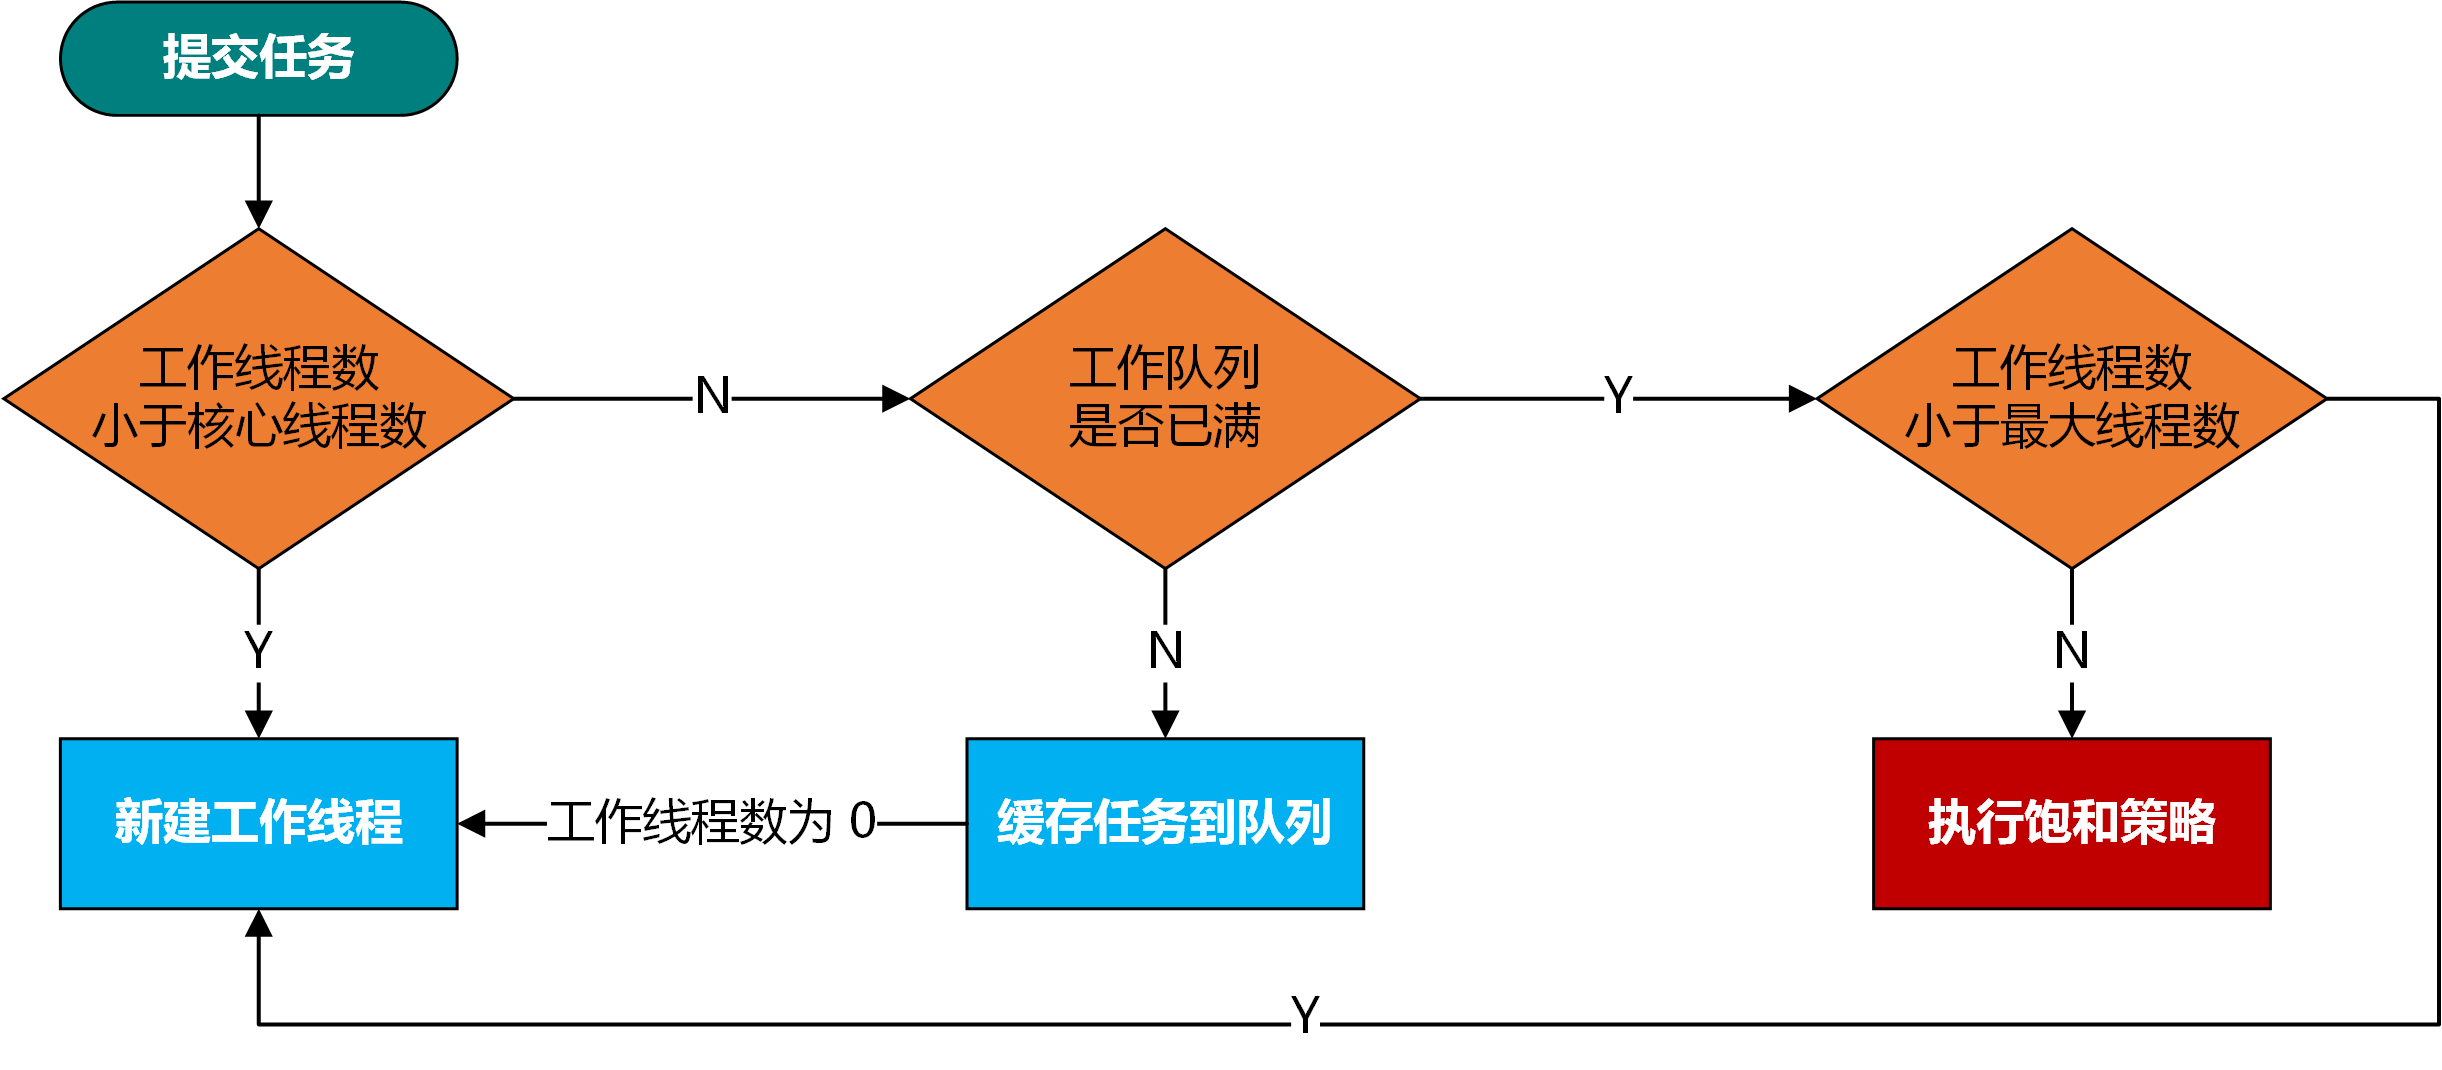 提交任务
工作线程数
小于核心线程数
N
工作队列
是否已满
Y
工作线程数
小于最大线程数
Y
N
N
新建工作线程
工作线程数为 0
缓存任务到队列
执行饱和策略
Y